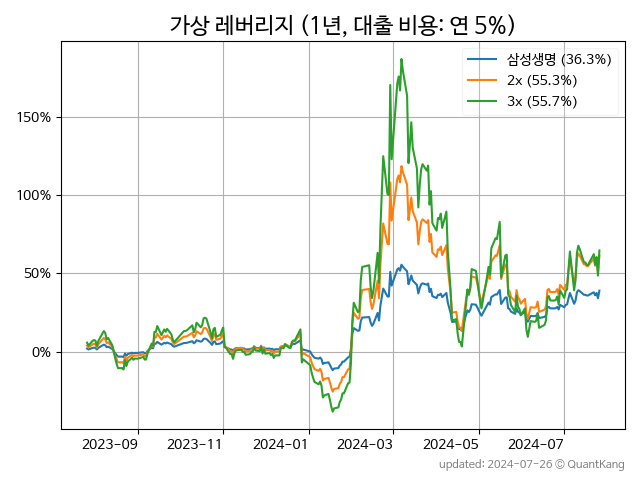 가상 레버리지 (1년, 대출 비용: 연 5%)
삼성생명 (36.3%)
2x (55.3%)
3x (55.7%)
150%
100%
50%
0%
2023-09 2023-11 2024-01 2024-03 2024-05 2024-07
updated: 2024-07-26 © QuantKang